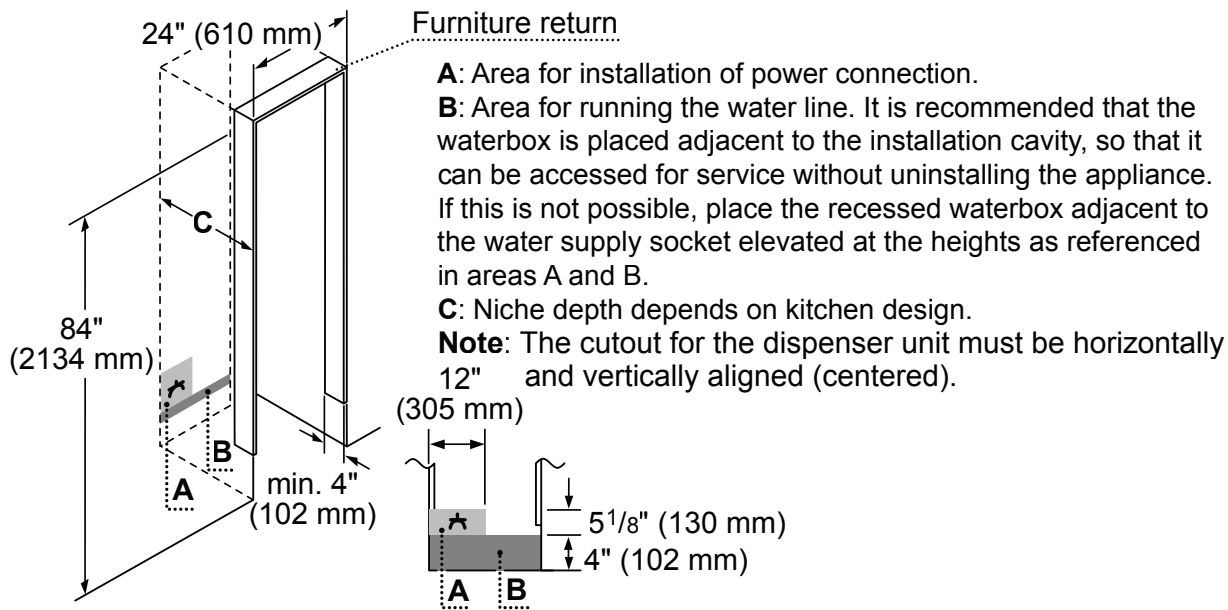 24" (610 mm)
Furniture return
A: Area for installation of power connection.
B: Area for running the water line. It is recommended that the
waterbox is placed adjacent to the installation cavity, so that it
can be accessed for service without uninstalling the appliance.
If this is not possible, place the recessed waterbox adjacent to
the water supply socket elevated at the heights as referenced
in areas A and B.
C: Niche depth depends on kitchen design.
Note: The cutout for the dispenser unit must be horizontally
and vertically aligned (centered).
C
84"
(2134 mm)
B
A
min. 4"
(102 mm)
12"
(305 mm)
5 1/8" (130 mm)
4" (102 mm)
A
B